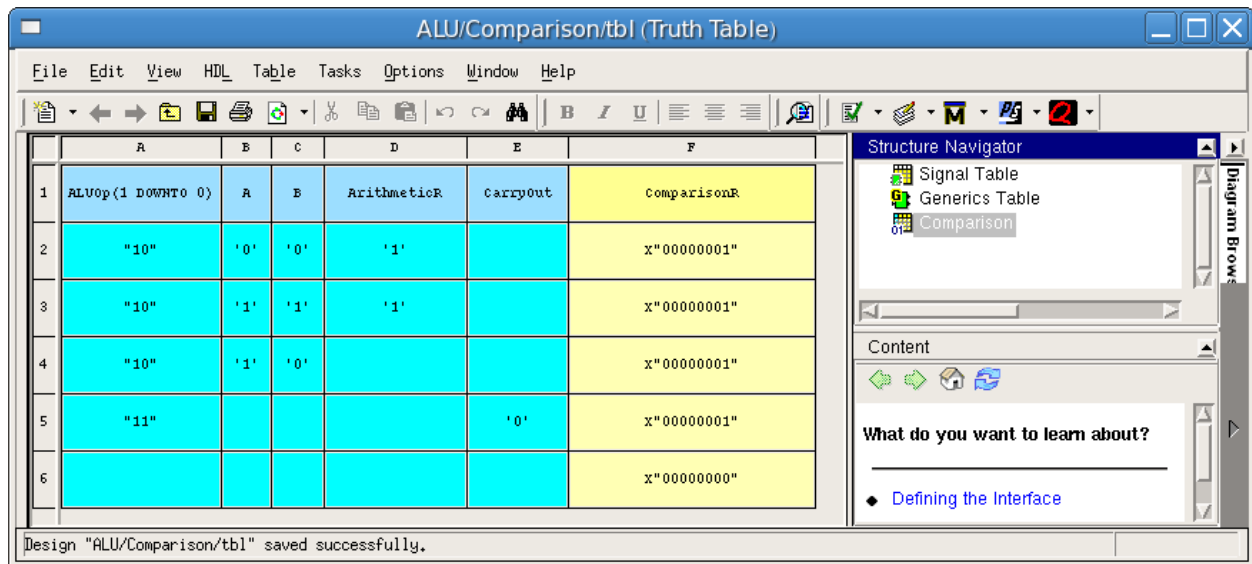 ALU/Comparison/tbl (Truth Table)
File Edit View HDL Table Tasks Options Window Help
B I U
A B C D E F
1 ALUOp(1 DOWNTO 0) A B ArithmeticR CarryOut ComparisonR
2 "10" '0' '0' '1' X"00000001"
3 "10" '1' '1' '1' X"00000001"
4 "10" '1' '0' X"00000001"
5 "11" '0' X"00000001"
6 X"00000000"
Structure Navigator
Signal Table
Generics Table
Comparison
Diagram Brows
Content
What do you want to learn about?
Defining the Interface
Design "ALU/Comparison/tbl" saved successfully.